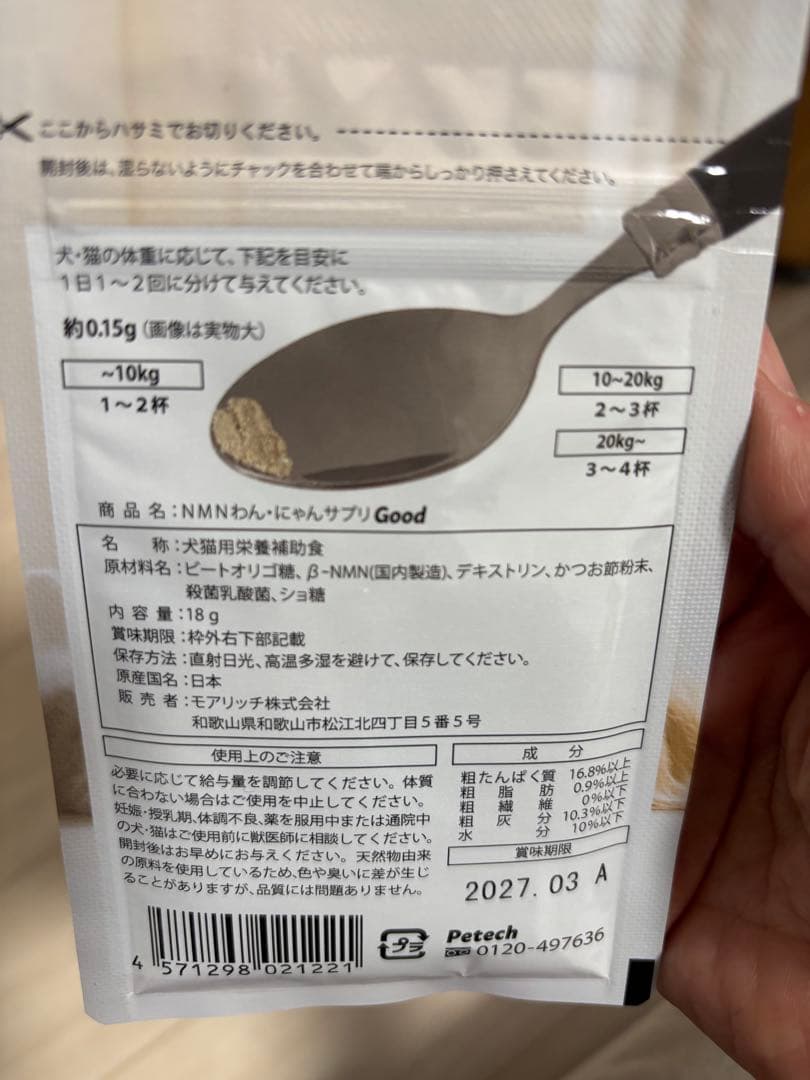 ここからハサミでお切りください。
開封後は、湿らないようにチャックを合わせて端からしっかり押さえてください。
犬・猫の体重に応じて、下記を目安に
1日1～2回に分けて与えてください。
約0.15g（画像は実物大）
~10kg
1～2杯
10~20kg
2～3杯
20kg~
3～4杯
商品名：NMNわん・にゃんサプリGood
名　称：犬猫用栄養補助食
原材料名：ビートオリゴ糖、β-NMN(国内製造)、デキストリン、かつお節粉末、
殺菌乳酸菌、ショ糖
内容量：18g
賞味期限：枠外右下部記載
保存方法：直射日光、高温多湿を避けて、保存してください。
原産国名：日本
販売者：モアリッチ株式会社
和歌山県和歌山市松江北四丁目5番5号
使用上のご注意
必要に応じて給与量を調節してください。体質
に合わない場合はご使用を中止してください。
妊娠・授乳期、体調不良、薬を服用中または通院中
の犬・猫はご使用前に獣医師に相談してください。
開封後はお早めにお与えください。天然物由来
の原料を使用しているため、色や臭いに差が生じ
ることがありますが、品質には問題ありません。
成　分
粗たんぱく質 16.8%以上
粗脂肪 0.9%以上
粗繊維 0%以下
粗灰分 10.3%以下
水分 10%以下
賞味期限
2027. 03 A
4 571298 021221
プラ
Petech
0120-497636